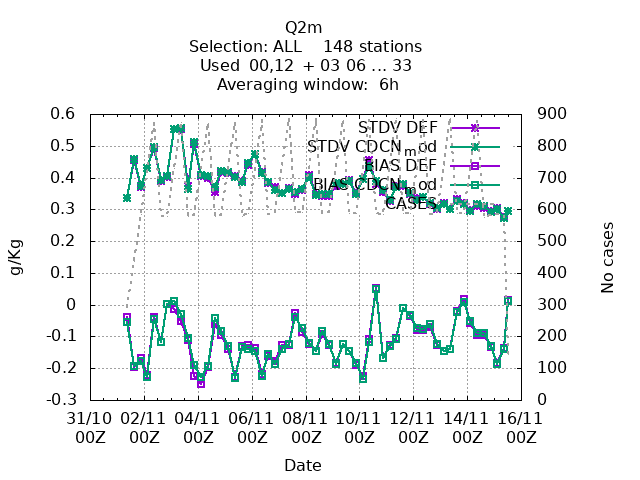 Q2m
Selection: ALL    148 stations
Used  00,12  + 03 06 ... 33
Averaging window:  6h
0.6
0.5
0.4
0.3
0.2
0.1
0
-0.1
-0.2
-0.3
g/Kg
900
800
700
600
500
400
300
200
100
0
No cases
STDV DEF
STDV CDCN_mod
BIAS DEF
BIAS CDCN_mod
CASES
31/10 02/11 04/11 06/11 08/11 10/11 12/11 14/11 16/11
00Z 00Z 00Z 00Z 00Z 00Z 00Z 00Z 00Z
Date